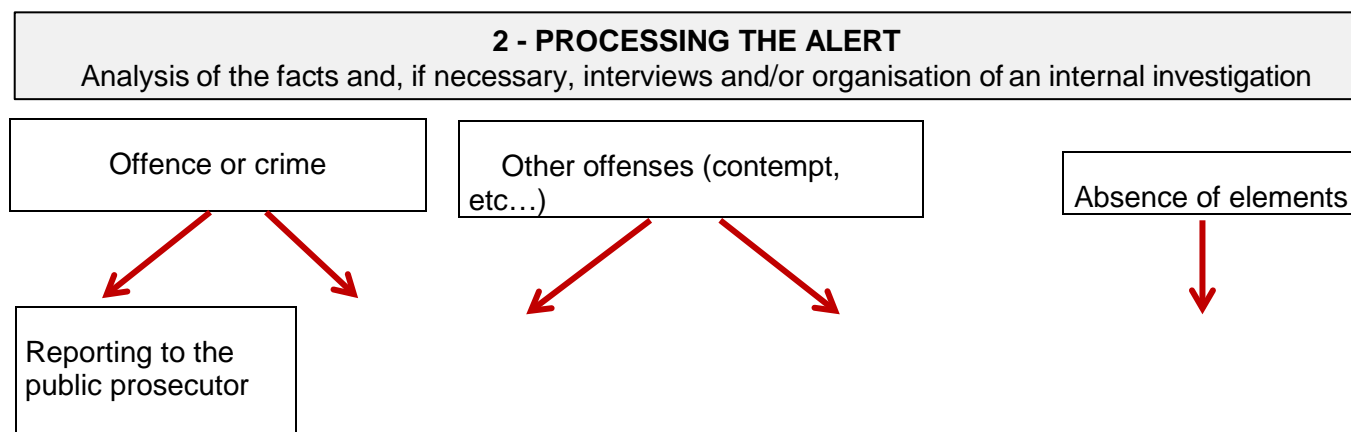 2 - PROCESSING THE ALERT
Analysis of the facts and, if necessary, interviews and/or organisation of an internal investigation
Offence or crime
Other offenses (contempt,
etc…)
Absence of elements
Reporting to the
public prosecutor